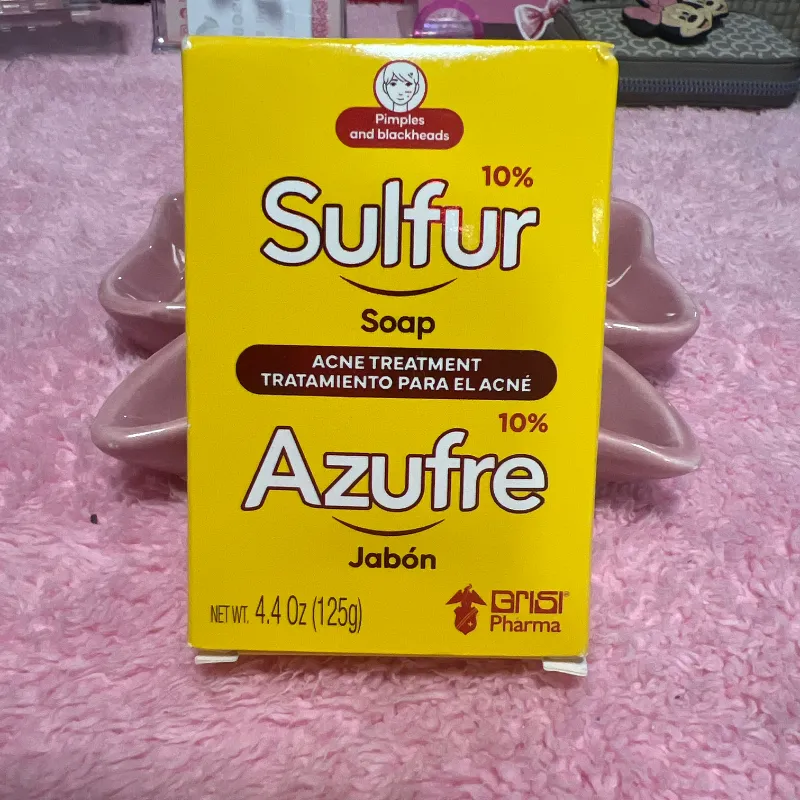 Pimples
and blackheads
10%
Sulfur
Soap
ACNE TREATMENT
TRATAMIENTO PARA EL ACNÉ
10%
Azufre
Jabón
NET WT. 4.4 Oz (125g)
GRISI®
Pharma